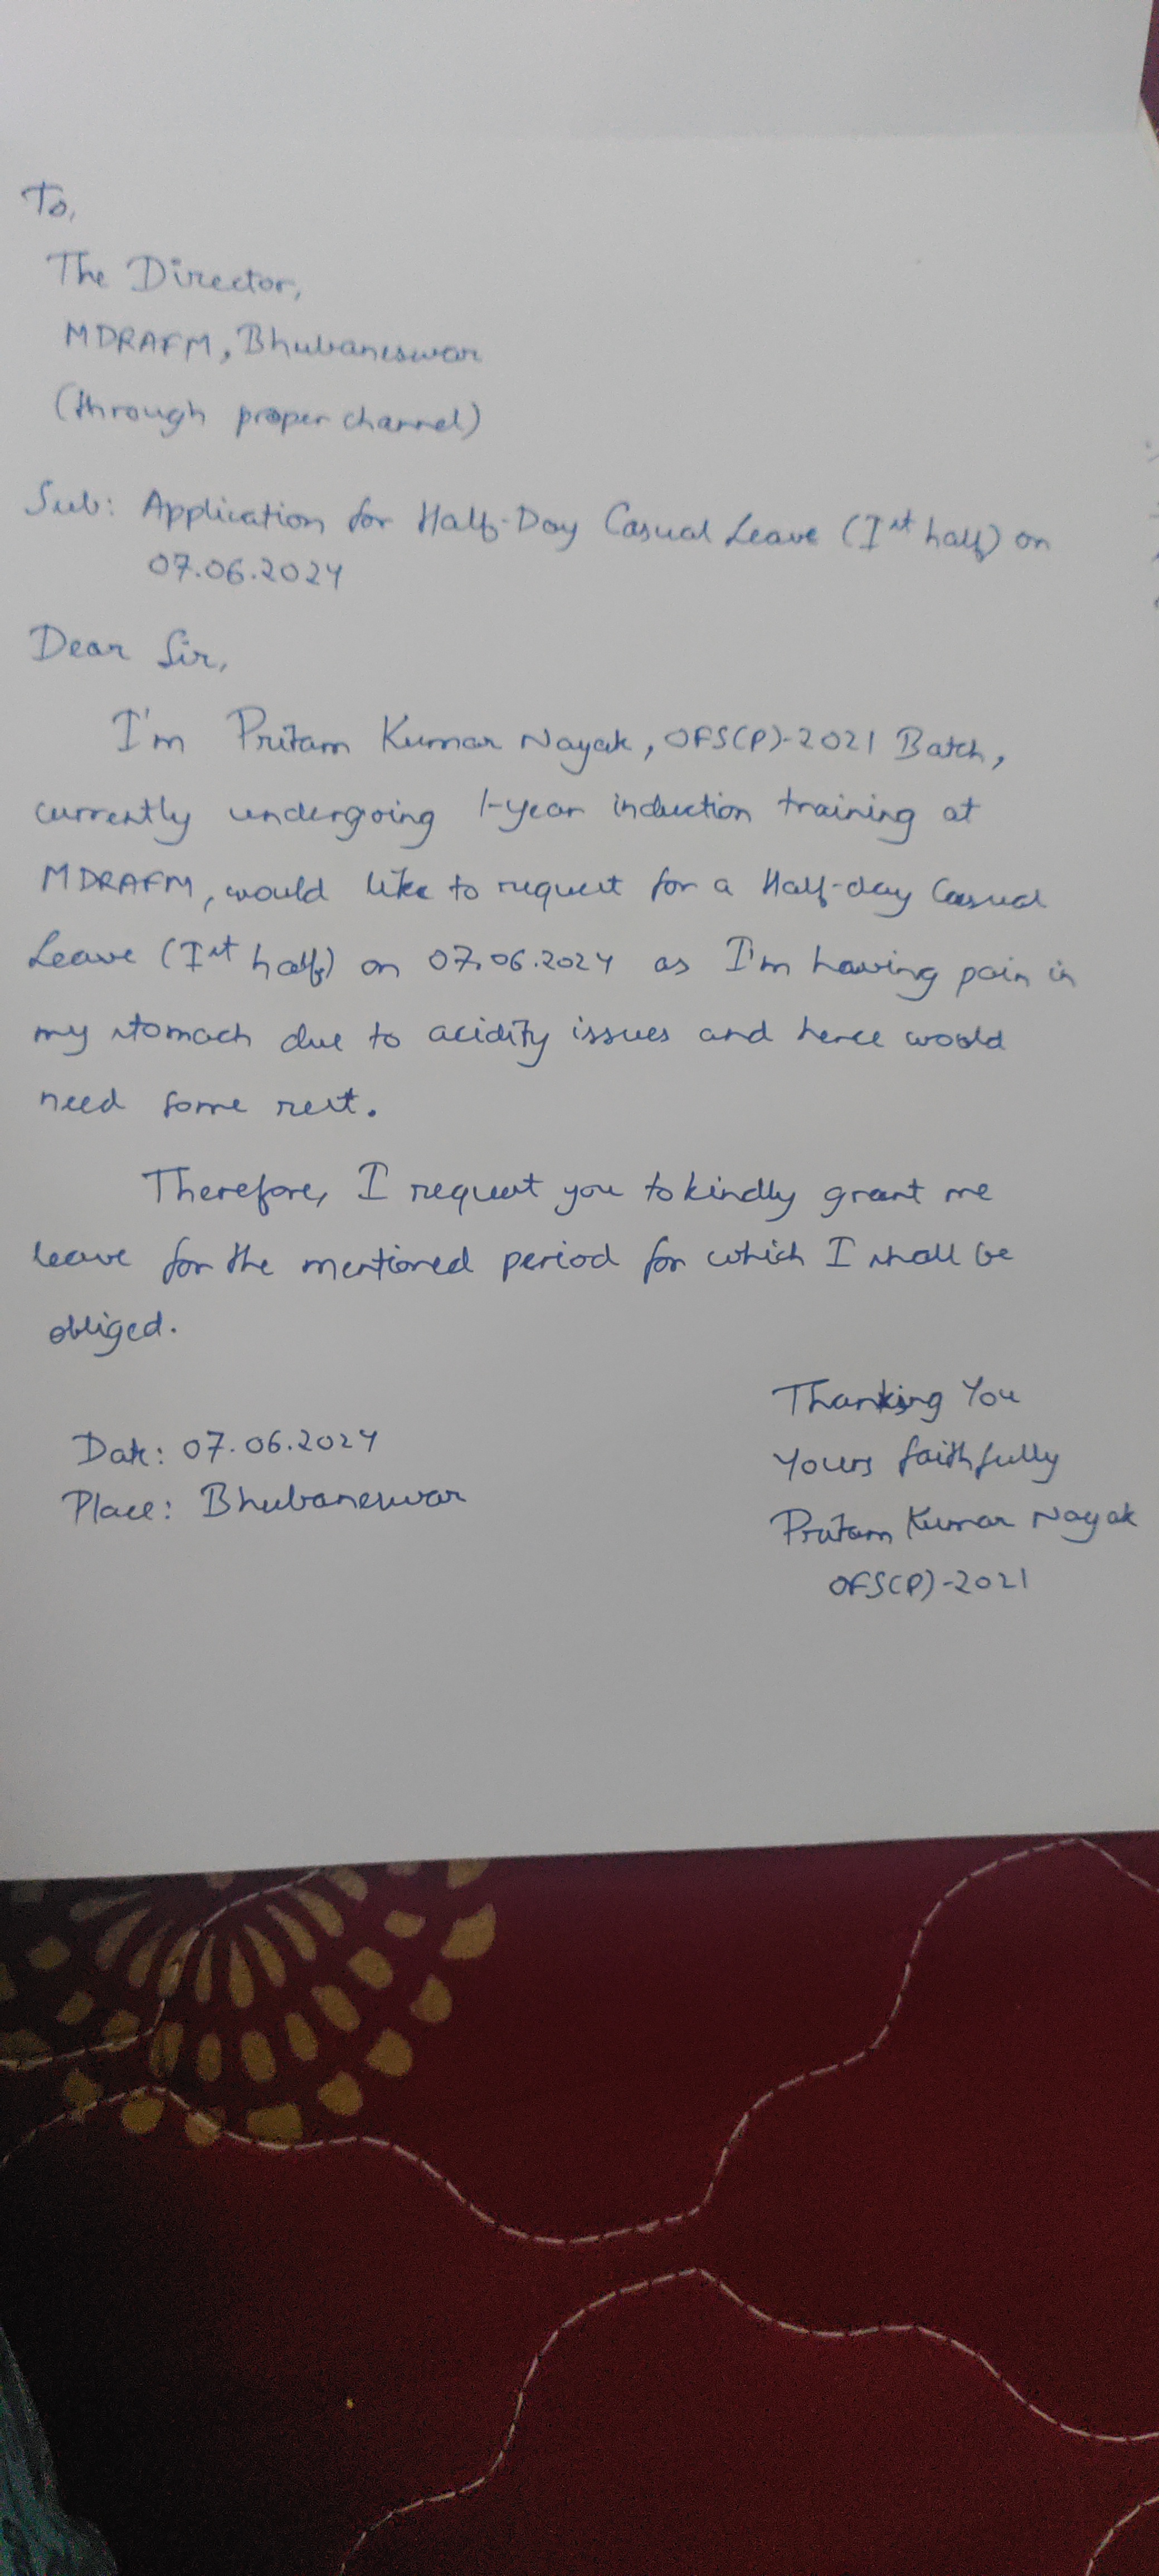 To,
The Director,
MDRAFM, Bhubaneswar
(through proper channel)
Sub: Application for Half-Day Casual Leave (Ist half) on
07.06.2024
Dear Sir,
I'm Pritam Kumar Nayak, OFS(P)-2021 Batch,
currently undergoing 1-year induction training at
MDRAFM, would like to request for a Half-day Casual
Leave (Ist half) on 07.06.2024 as I'm having pain in
my stomach due to acidity issues and hence would
need some rest.
Therefore, I request you to kindly grant me
leave for the mentioned period for which I shall be
obliged.
Thanking You
Yours faithfully
Pritam Kumar Nayak
OFS(P)-2021
Date: 07.06.2024
Place: Bhubaneswar